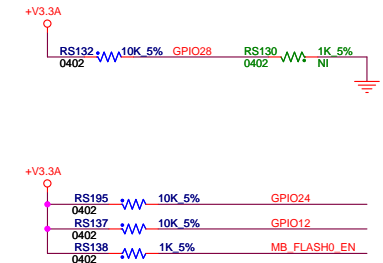 +V3.3A
RS132 10K_5% GPIO28 RS130 1K_5%
0402 0402 NI
+V3.3A
RS195 10K_5% GPIO24
0402
RS137 10K_5% GPIO12
0402
RS138 1K_5% MB_FLASH0_EN
0402